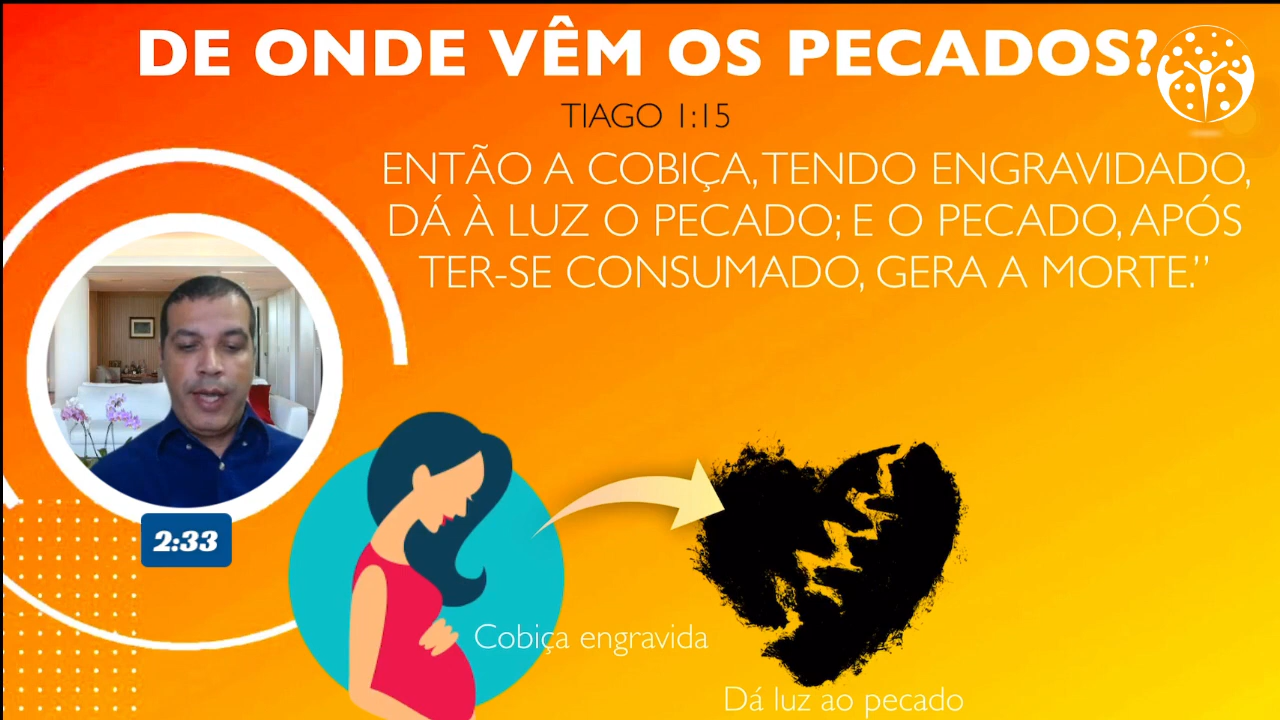 DE ONDE VÊM OS PECADOS?
TIAGO 1:15
ENTÃO A COBIÇA, TENDO ENGRAVIDADO,
DÁ À LUZ O PECADO; E O PECADO, APÓS
TER-SE CONSUMADO, GERA A MORTE.”
2:33
Cobiça engravida
Dá luz ao pecado